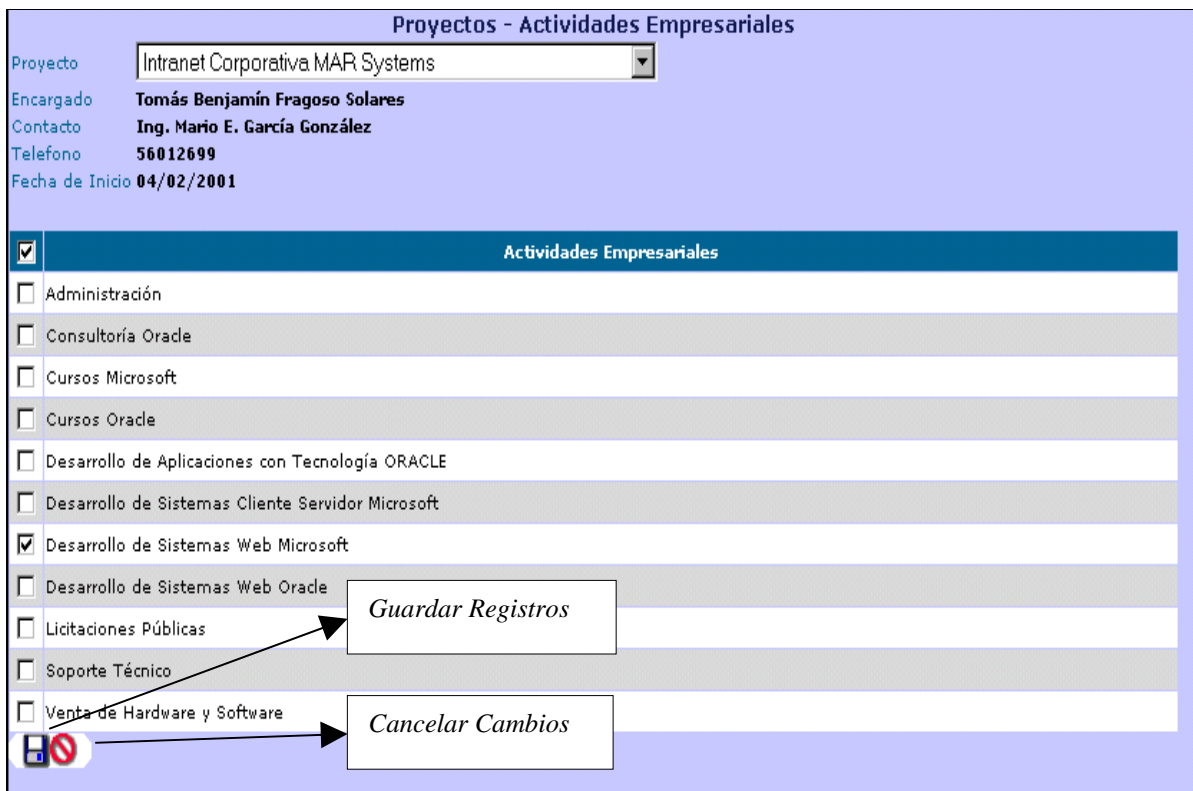 Proyectos - Actividades Empresariales
Proyecto Intranet Corporativa MAR Systems
Encargado Tomás Benjamín Fragoso Solares
Contacto Ing. Mario E. García González
Telefono 56012699
Fecha de Inicio 04/02/2001
Actividades Empresariales
Administración
Consultoría Oracle
Cursos Microsoft
Cursos Oracle
Desarrollo de Aplicaciones con Tecnología ORACLE
Desarrollo de Sistemas Cliente Servidor Microsoft
Desarrollo de Sistemas Web Microsoft
Desarrollo de Sistemas Web Oracle
Guardar Registros
Licitaciones Públicas
Soporte Técnico
Venta de Hardware y Software
Cancelar Cambios